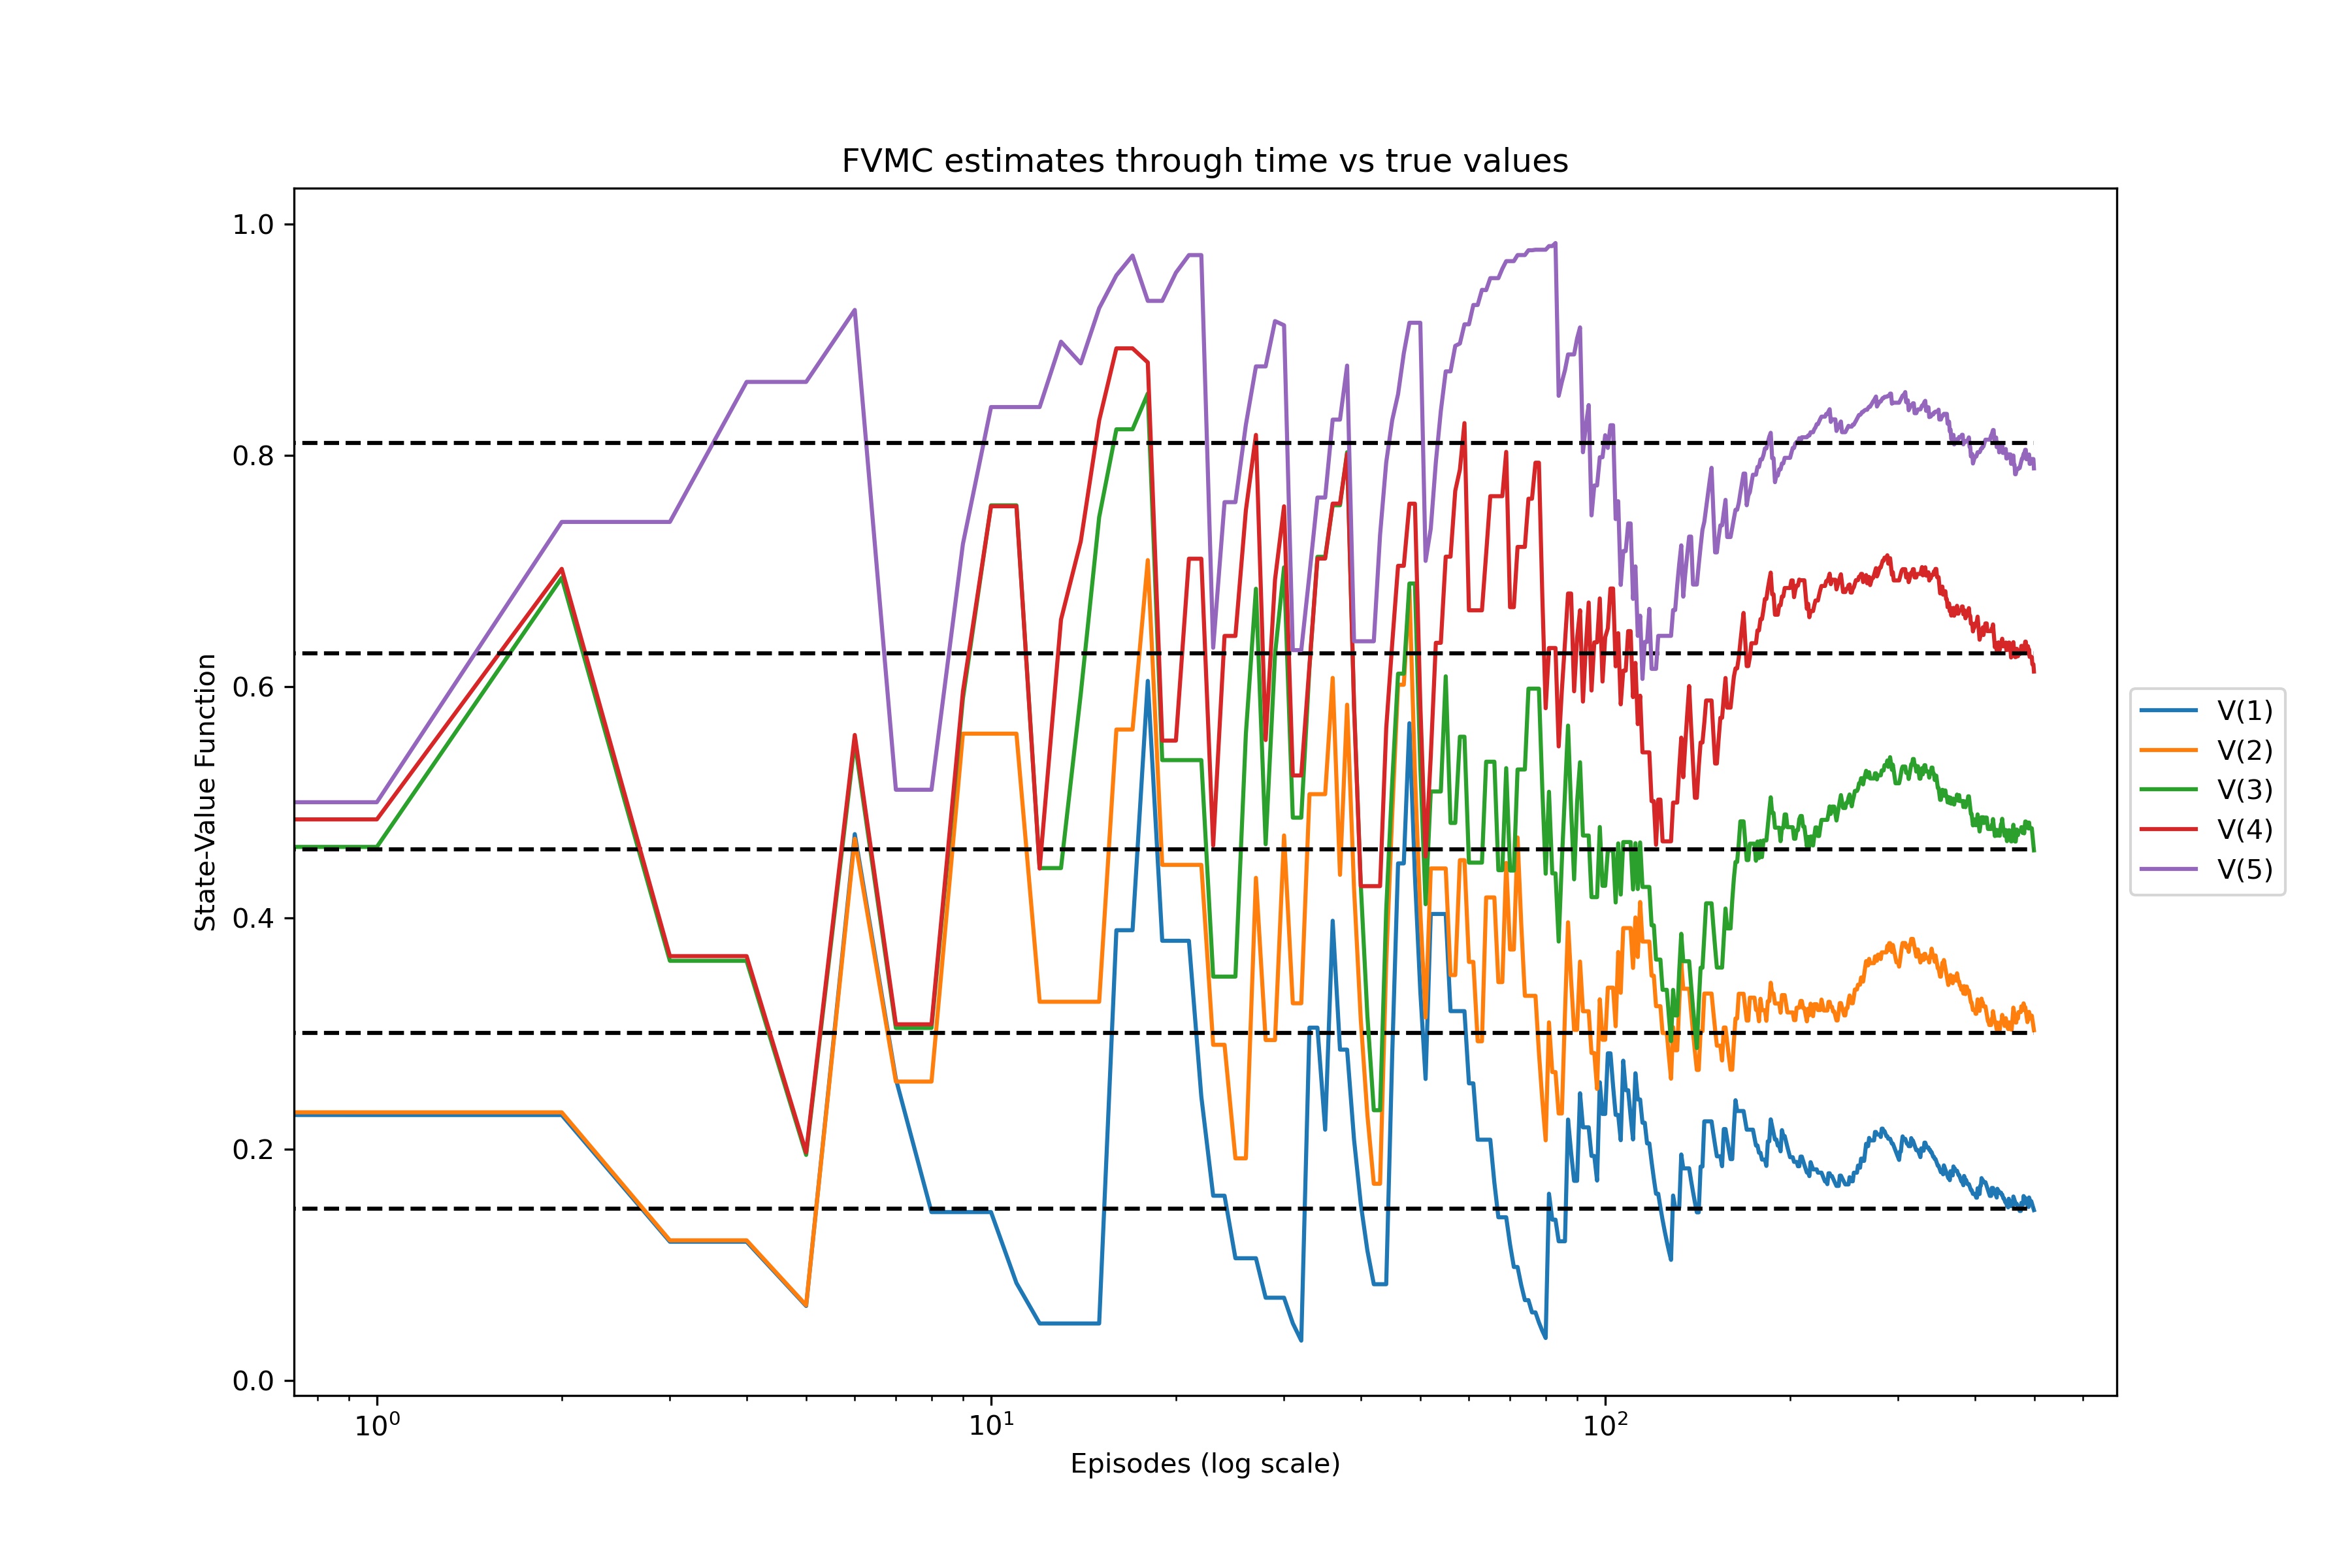 FVMC estimates through time vs true values
1.0
0.8
0.6
0.4
0.2
0.0
State-Value Function
10⁰
10¹
10²
Episodes (log scale)
V(1)
V(2)
V(3)
V(4)
V(5)